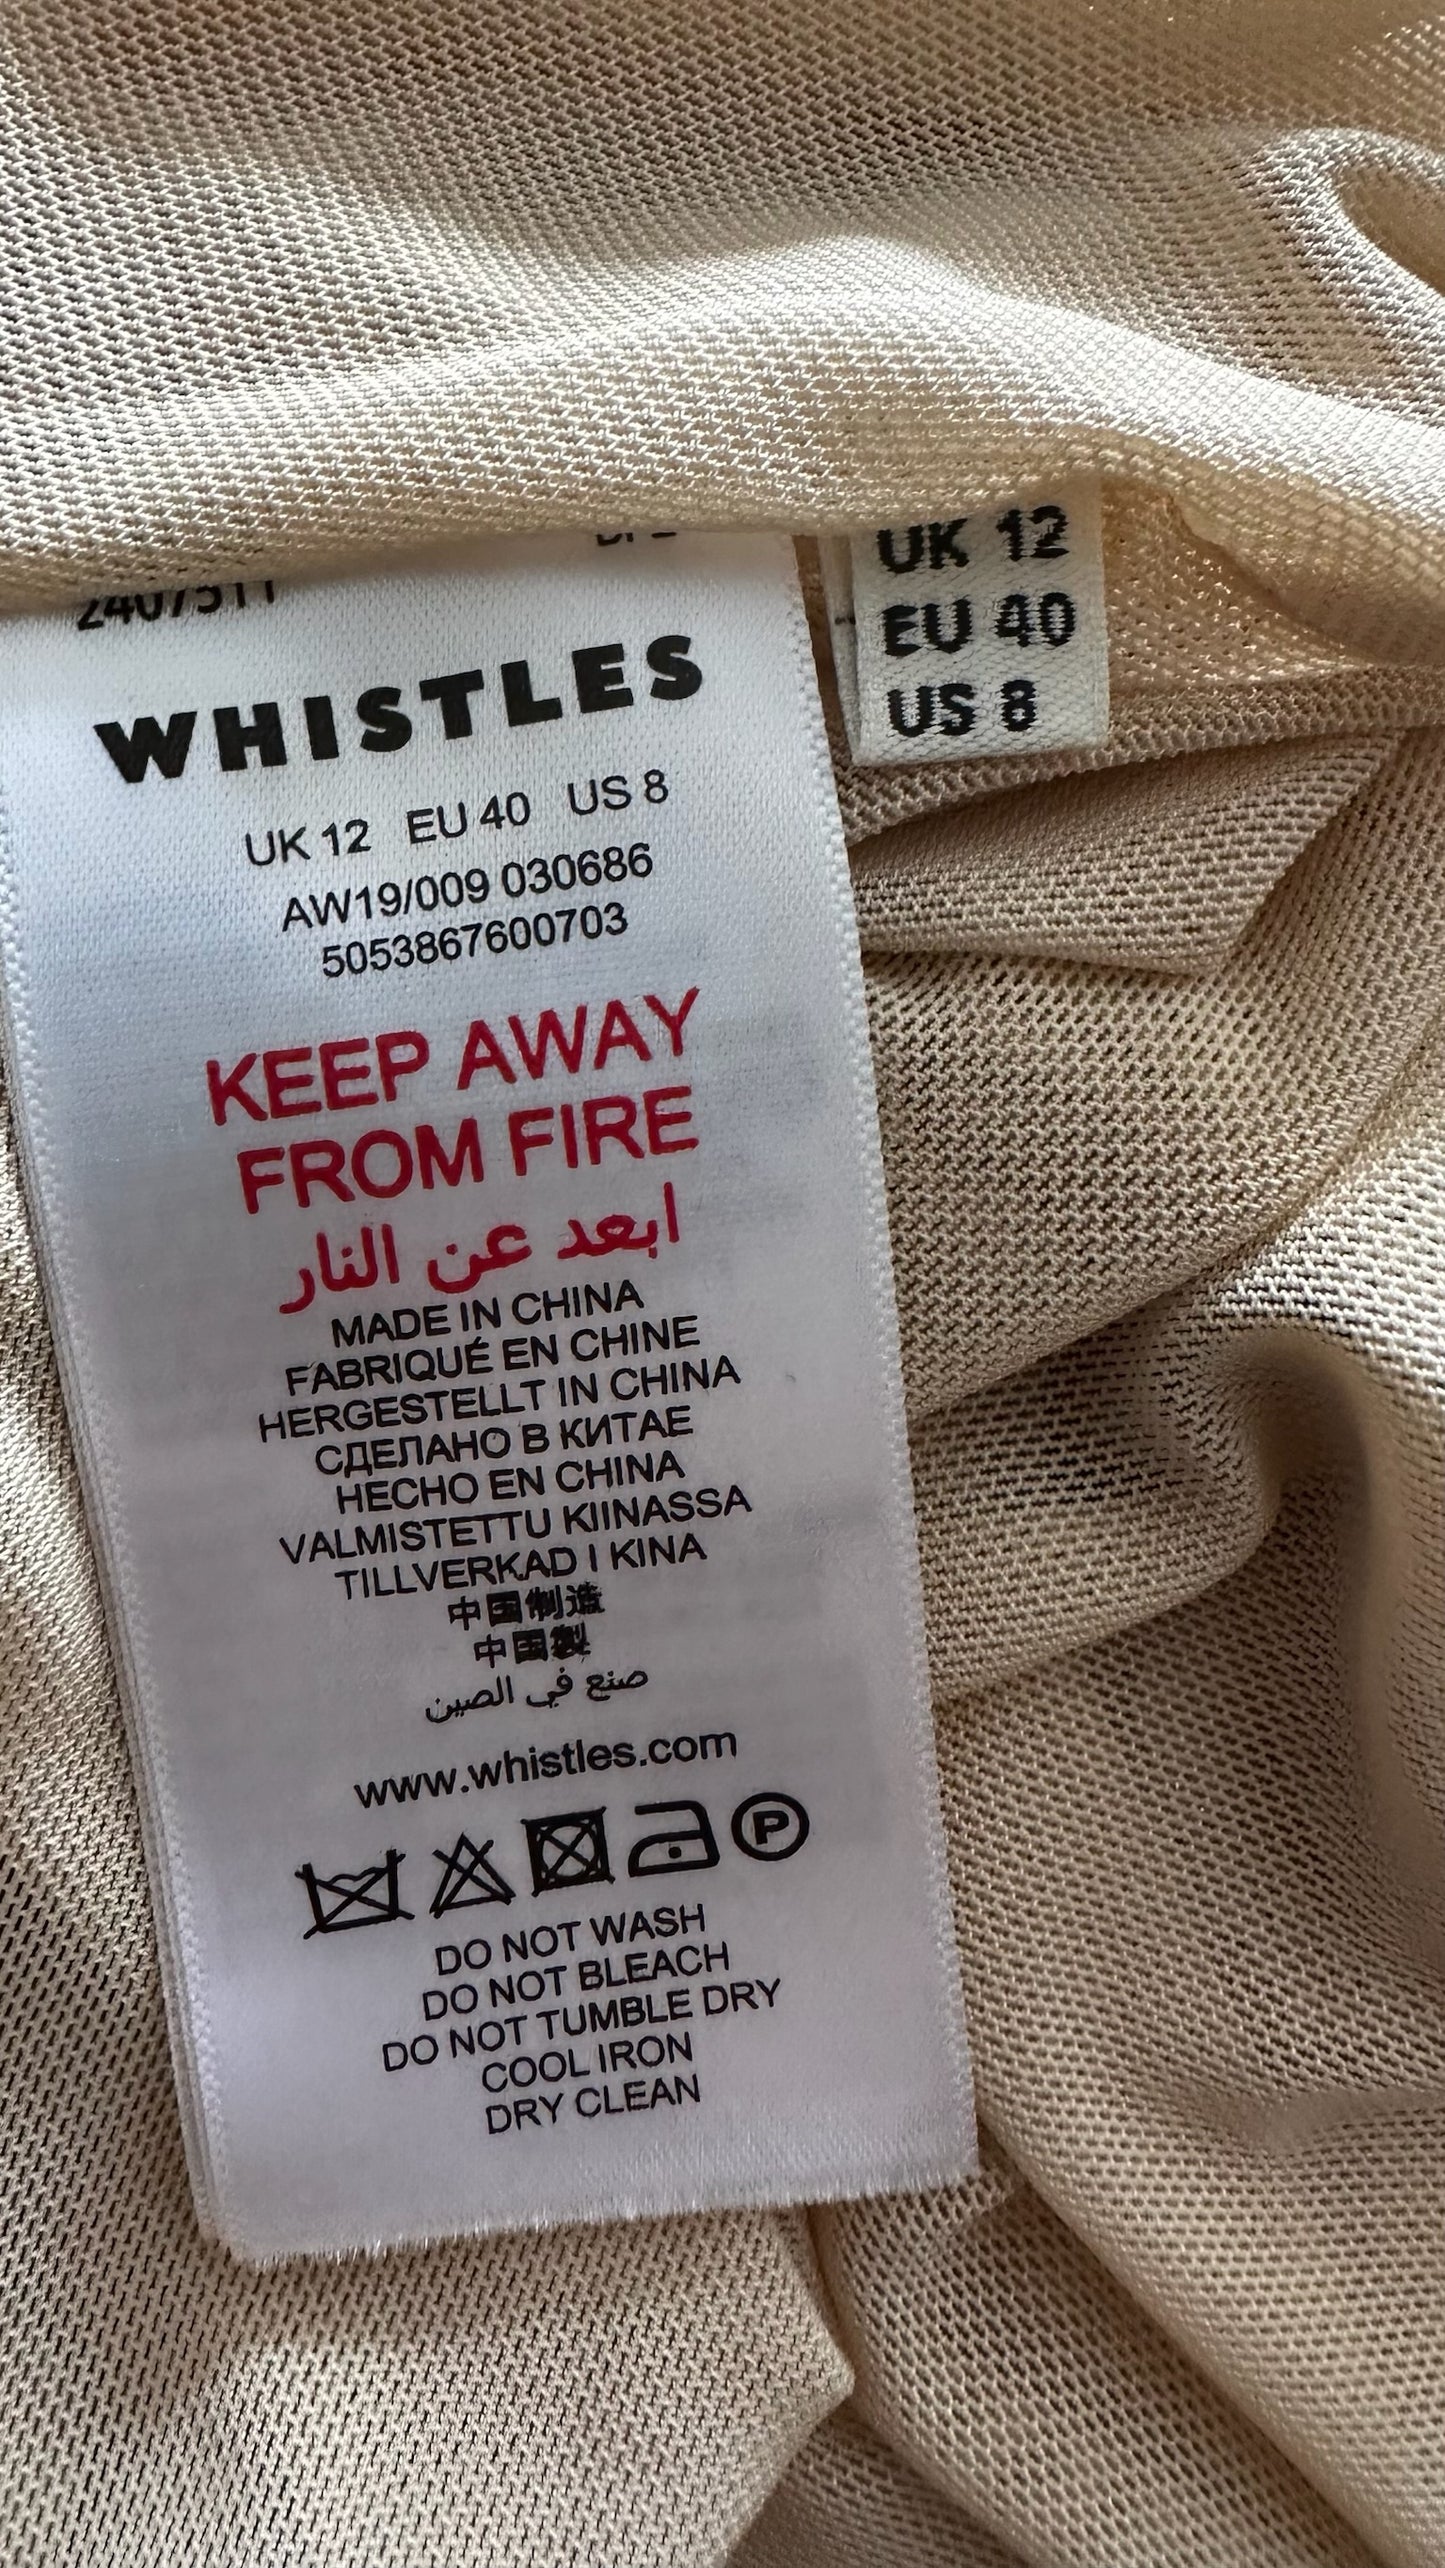 2407511
WHISTLES
UK 12 EU 40 US 8
AW19/009 030686
5053867600703
KEEP AWAY
FROM FIRE
ابعد عن النار
MADE IN CHINA
FABRIQUÉ EN CHINE
HERGESTELLT IN CHINA
СДЕЛАНО В КИТАЕ
HECHO EN CHINA
VALMISTETTU KIINASSA
TILLVERKAD I KINA
中国制造
中国製
صنع في الصين
www.whistles.com
P
DO NOT WASH
DO NOT BLEACH
DO NOT TUMBLE DRY
COOL IRON
DRY CLEAN
UK 12
EU 40
US 8